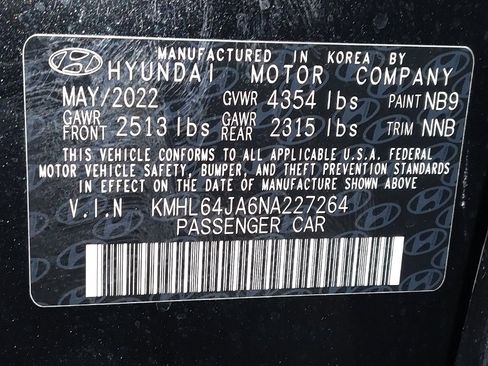 MANUFACTURED IN KOREA BY
HYUNDAI MOTOR COMPANY
MAY/2022 GVWR 4354 lbs PAINT NB9
GAWR FRONT 2513 lbs GAWR REAR 2315 lbs TRIM NNB
THIS VEHICLE CONFORMS TO ALL APPLICABLE U.S.A. FEDERAL
MOTOR VEHICLE SAFETY, BUMPER, AND THEFT PREVENTION STANDARDS
IN EFFECT ON THE DATE OF MANUFACTURE SHOWN ABOVE
V.I.N KMHL64JA6NA227264
PASSENGER CAR